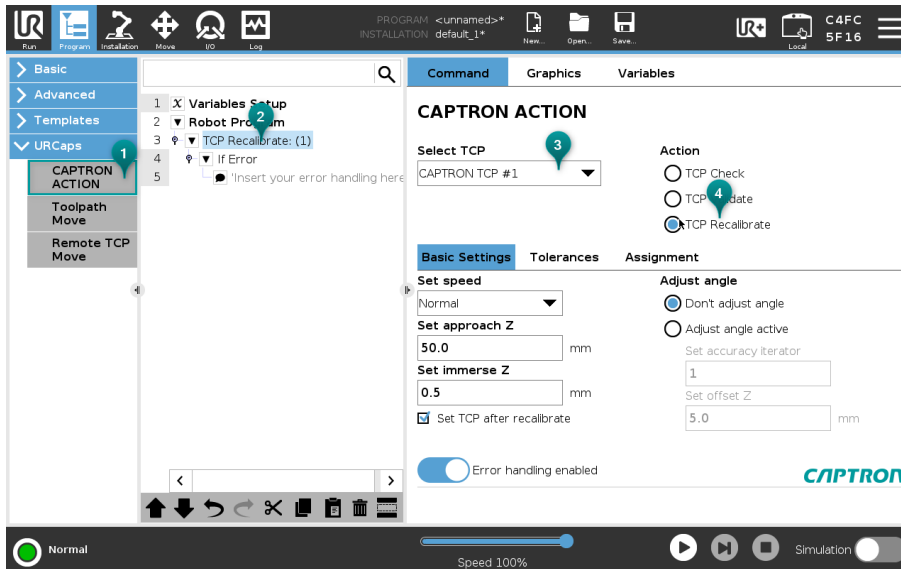 UR
Run
Program
Installation
Move
I/O
Log
PROGRAM <unnamed>*
INSTALLATION default_1*
New...
Open...
Save...
UR+
Local
C4FC
5F16
Basic
Advanced
Templates
URCaps
1
CAPTRON
ACTION
Toolpath
Move
Remote TCP
Move
1 X Variables Setup
2 Robot Program
2
3 TCP Recalibrate: (1)
4 If Error
5 'Insert your error handling here
Command Graphics Variables
CAPTRON ACTION
Select TCP
3
CAPTRON TCP #1
Action
TCP Check
TCP
4
TCP Recalibrate
Basic Settings Tolerances Assignment
Set speed
Normal
Set approach Z
50.0 mm
Set immerse Z
0.5 mm
Set TCP after recalibrate
Adjust angle
Don't adjust angle
Adjust angle active
Set accuracy iterator
1
Set offset Z
5.0 mm
Error handling enabled
CAPTRON
Normal
Speed 100%
Simulation